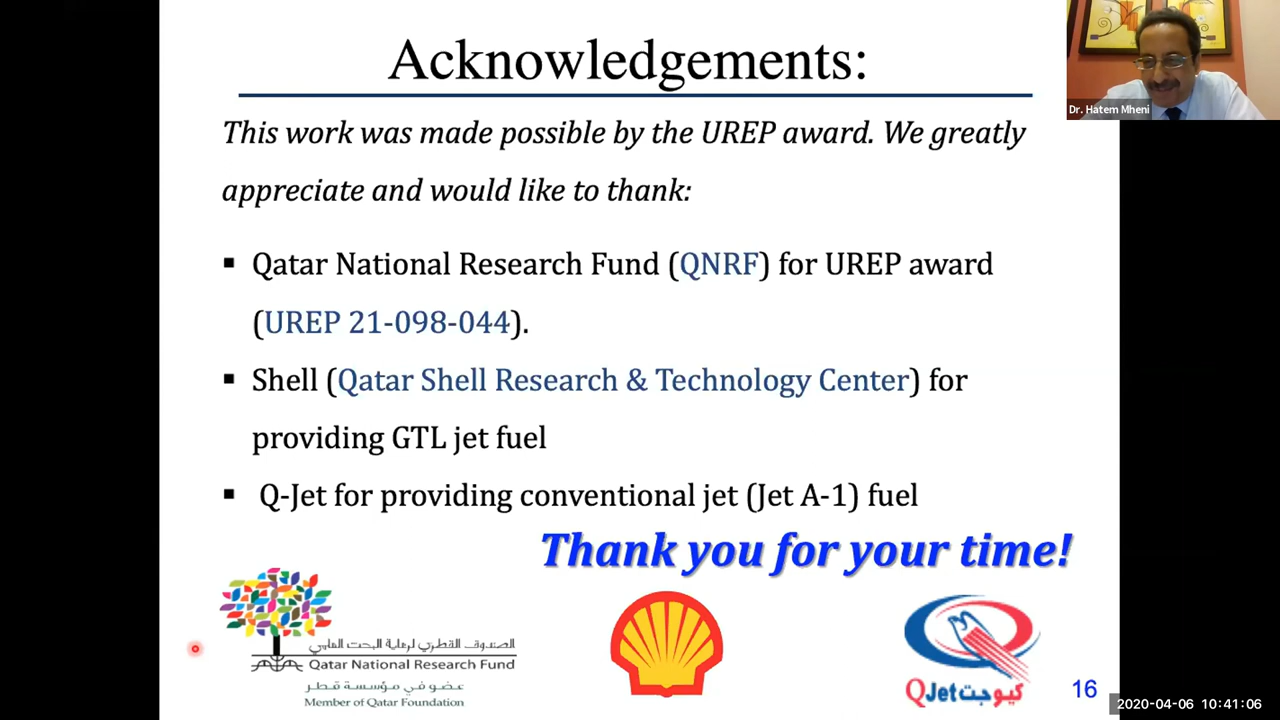 Acknowledgements:
Dr. Hatem Mheni
This work was made possible by the UREP award. We greatly
appreciate and would like to thank:
▪ Qatar National Research Fund (QNRF) for UREP award
(UREP 21-098-044).
▪ Shell (Qatar Shell Research & Technology Center) for
providing GTL jet fuel
▪ Q-Jet for providing conventional jet (Jet A-1) fuel
Thank you for your time!
الصندوق القطري لرعاية البحث العلمي
Qatar National Research Fund
عضو في مؤسسة قطر
Member of Qatar Foundation
QJet كيوجت
16
2020-04-06 10:41:06